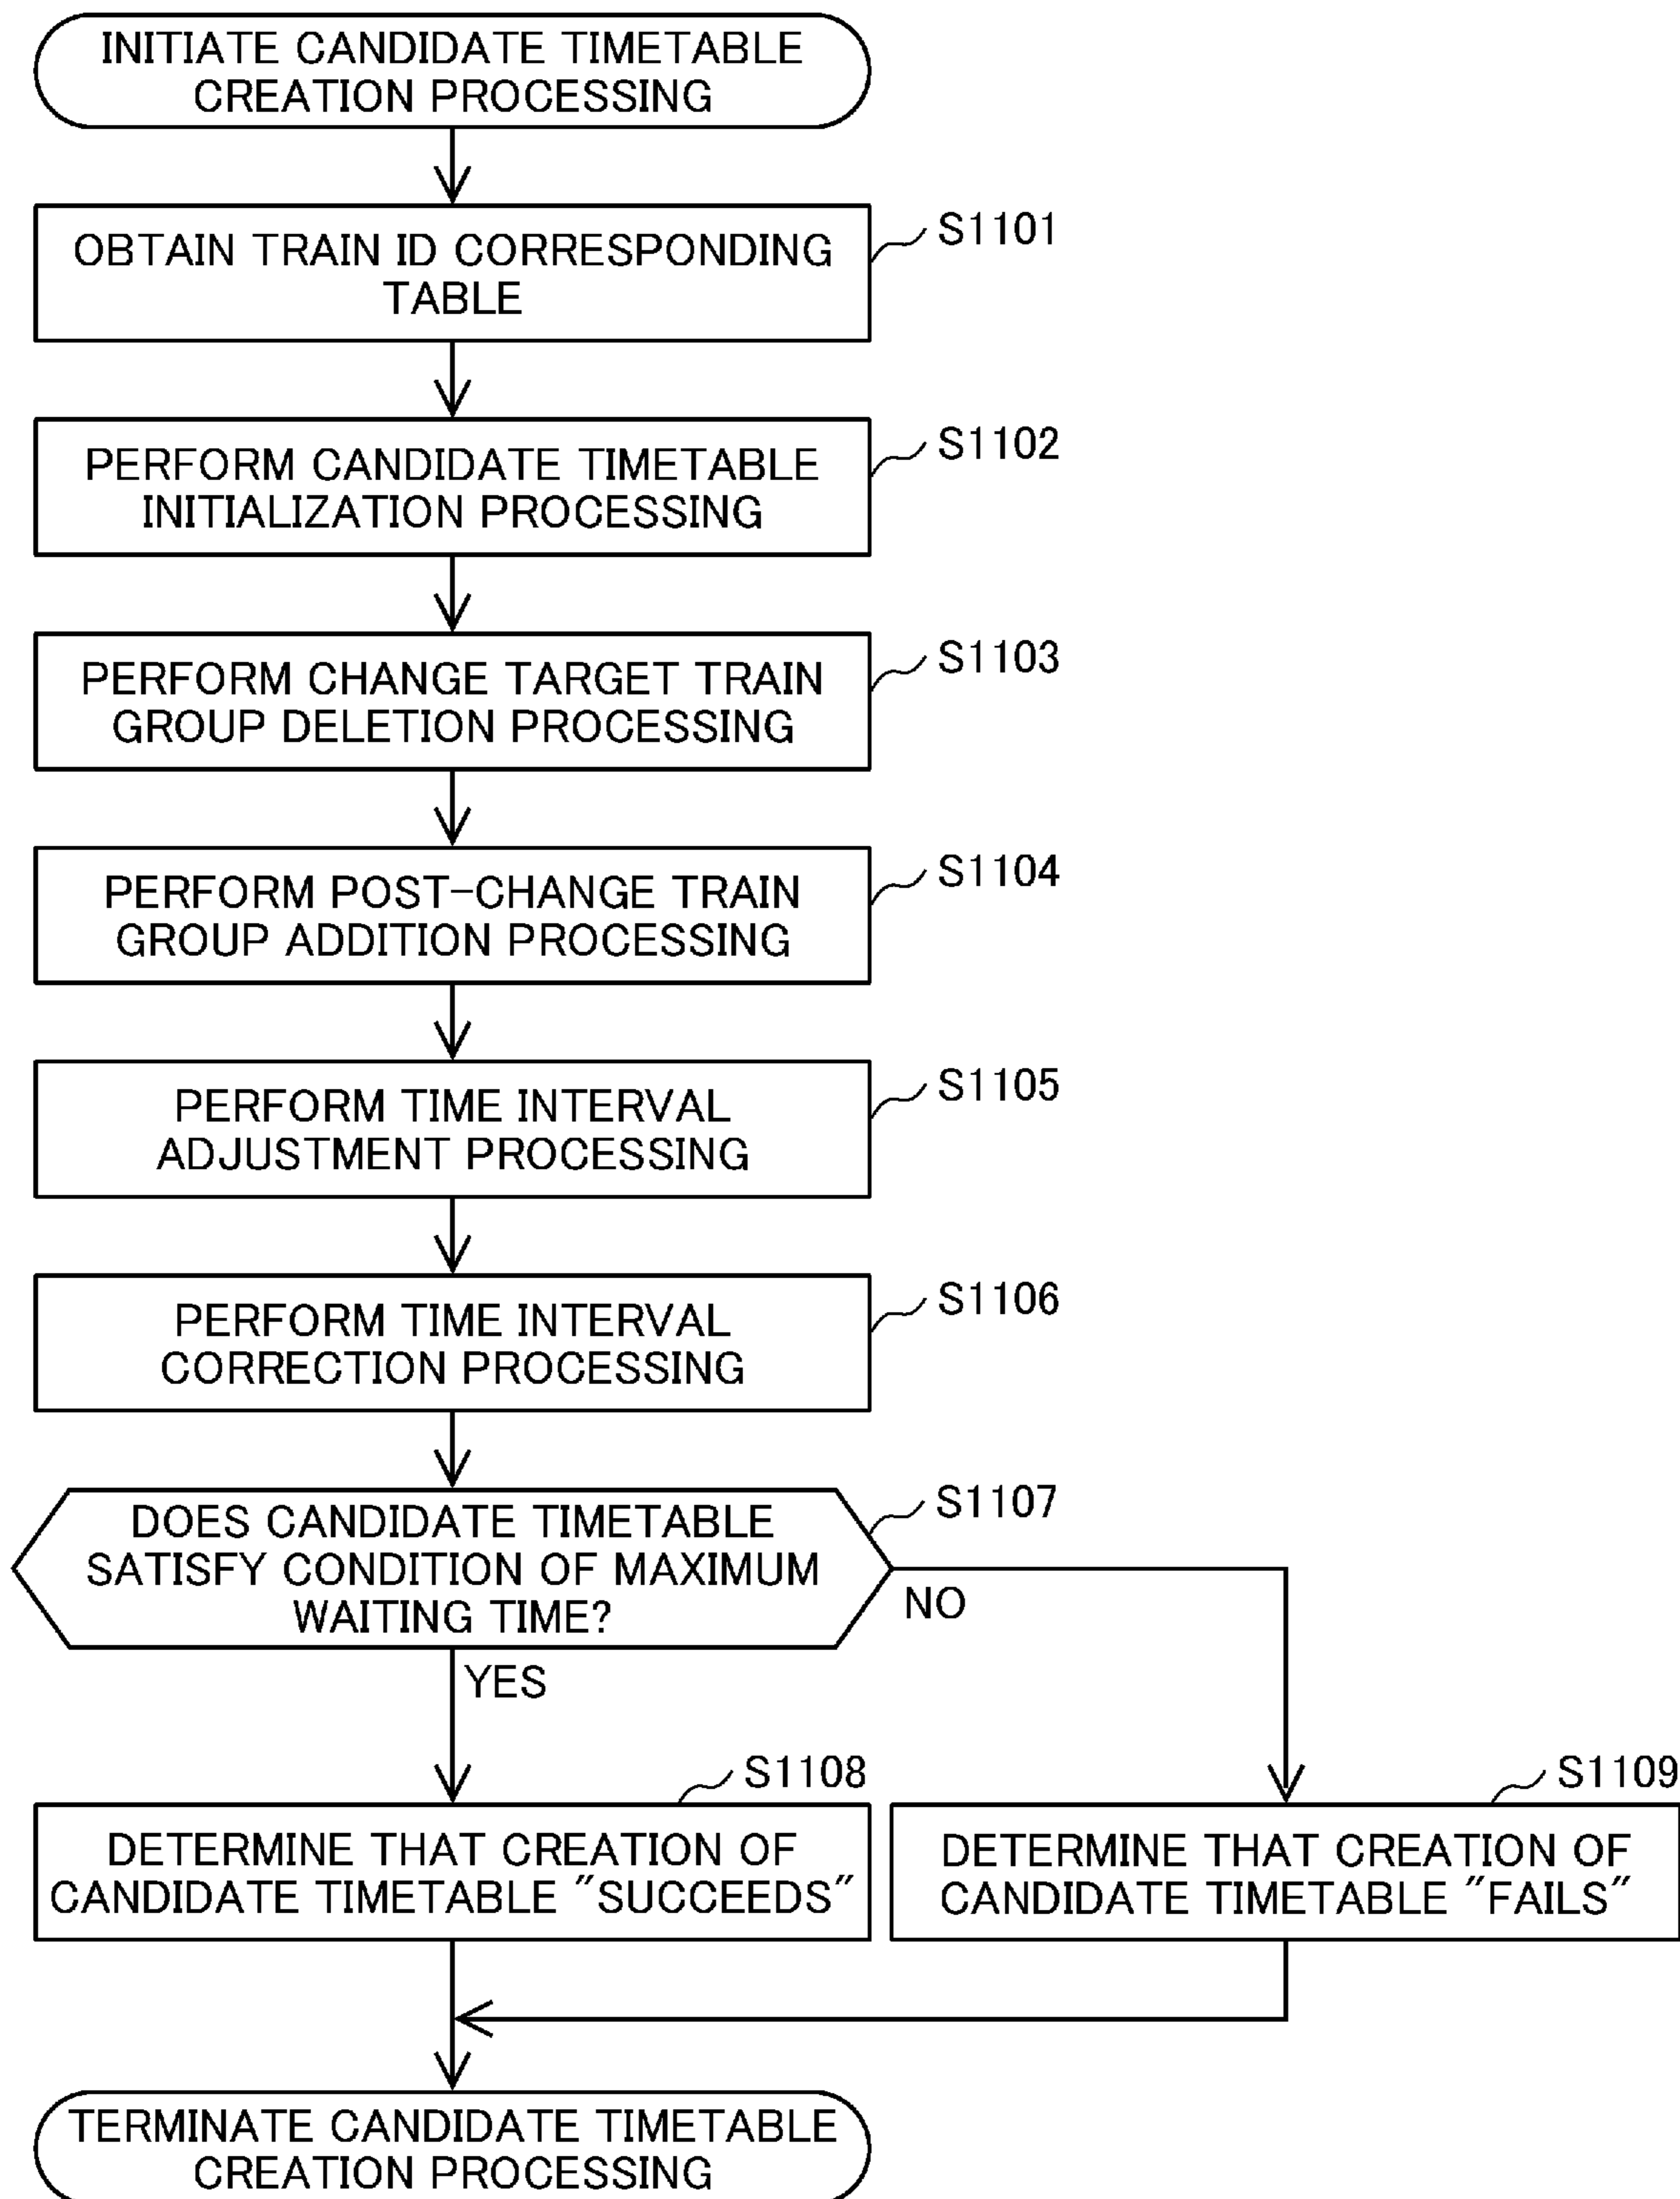 INITIATE CANDIDATE TIMETABLE
CREATION PROCESSING
OBTAIN TRAIN ID CORRESPONDING
TABLE
S1101
PERFORM CANDIDATE TIMETABLE
INITIALIZATION PROCESSING
S1102
PERFORM CHANGE TARGET TRAIN
GROUP DELETION PROCESSING
S1103
PERFORM POST-CHANGE TRAIN
GROUP ADDITION PROCESSING
S1104
PERFORM TIME INTERVAL
ADJUSTMENT PROCESSING
S1105
PERFORM TIME INTERVAL
CORRECTION PROCESSING
S1106
DOES CANDIDATE TIMETABLE
SATISFY CONDITION OF MAXIMUM
WAITING TIME?
S1107
NO
YES
S1108
DETERMINE THAT CREATION OF
CANDIDATE TIMETABLE "SUCCEEDS"
S1109
DETERMINE THAT CREATION OF
CANDIDATE TIMETABLE "FAILS"
TERMINATE CANDIDATE TIMETABLE
CREATION PROCESSING